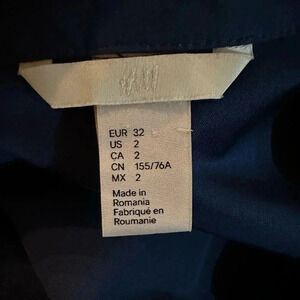 H&M
EUR 32
US 2
CA 2
CN 155/76A
MX 2
Made in
Romania
Fabriqué en
Roumanie